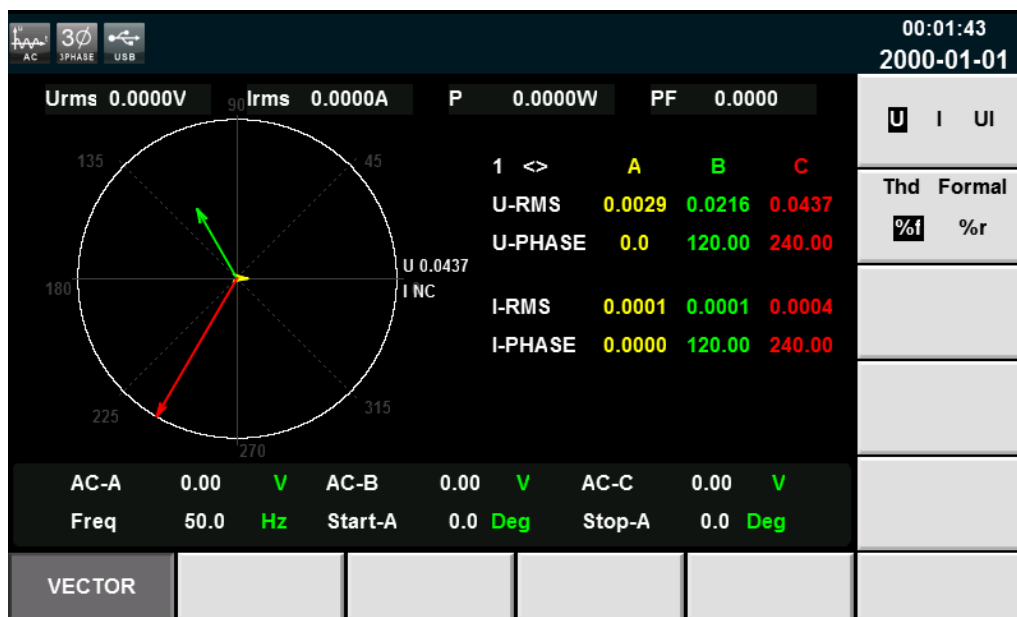 U
AC
3Ø
3PHASE
USB
00:01:43
2000-01-01
Urms 0.0000V Irms 0.0000A P 0.0000W PF 0.0000
U I UI
90
135 45
1 <> A B C
Thd Formal
U-RMS 0.0029 0.0216 0.0437
%f %r
U-PHASE 0.0 120.00 240.00
U 0.0437
180 I NC
I-RMS 0.0001 0.0001 0.0004
I-PHASE 0.0000 120.00 240.00
225 315
270
AC-A 0.00 V AC-B 0.00 V AC-C 0.00 V
Freq 50.0 Hz Start-A 0.0 Deg Stop-A 0.0 Deg
VECTOR